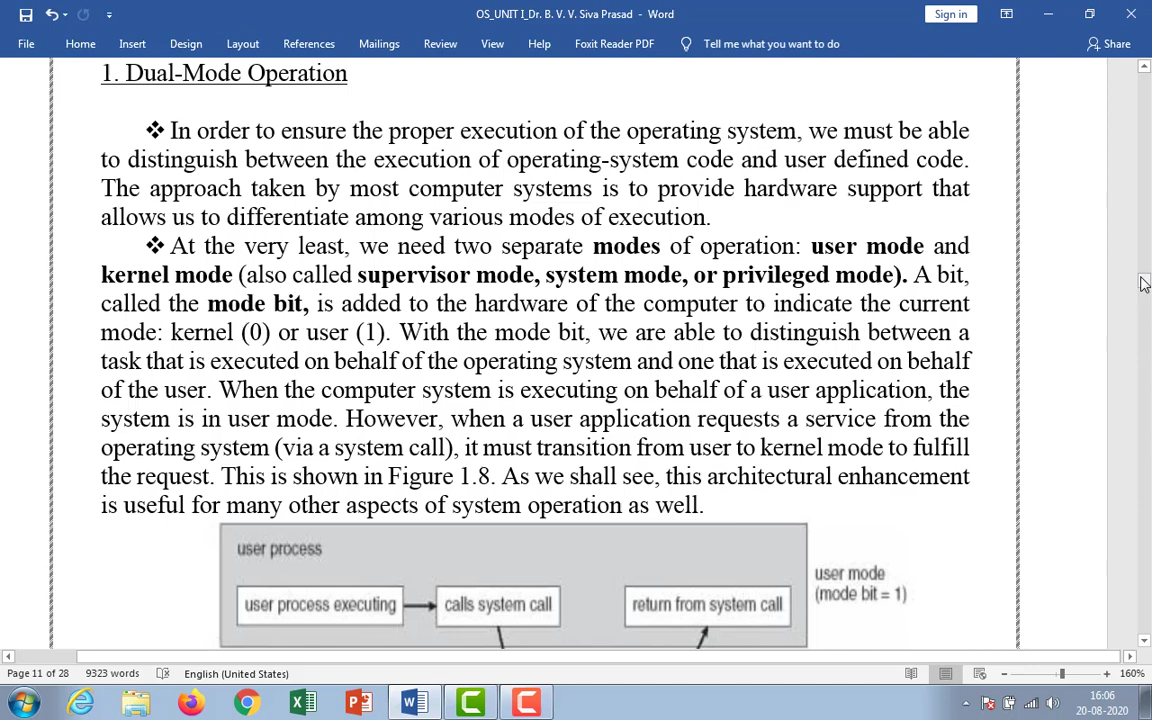 OS_UNIT I_Dr. B. V. V. Siva Prasad - Word
Sign in
File Home Insert Design Layout References Mailings Review View Help Foxit Reader PDF Tell me what you want to do Share
1. Dual-Mode Operation
❖ In order to ensure the proper execution of the operating system, we must be able
to distinguish between the execution of operating-system code and user defined code.
The approach taken by most computer systems is to provide hardware support that
allows us to differentiate among various modes of execution.
❖ At the very least, we need two separate modes of operation: user mode and
kernel mode (also called supervisor mode, system mode, or privileged mode). A bit,
called the mode bit, is added to the hardware of the computer to indicate the current
mode: kernel (0) or user (1). With the mode bit, we are able to distinguish between a
task that is executed on behalf of the operating system and one that is executed on behalf
of the user. When the computer system is executing on behalf of a user application, the
system is in user mode. However, when a user application requests a service from the
operating system (via a system call), it must transition from user to kernel mode to fulfill
the request. This is shown in Figure 1.8. As we shall see, this architectural enhancement
is useful for many other aspects of system operation as well.
user process
user process executing
calls system call
return from system call
user mode
(mode bit = 1)
Page 11 of 28 9323 words English (United States) 160%
16:06
20-08-2020